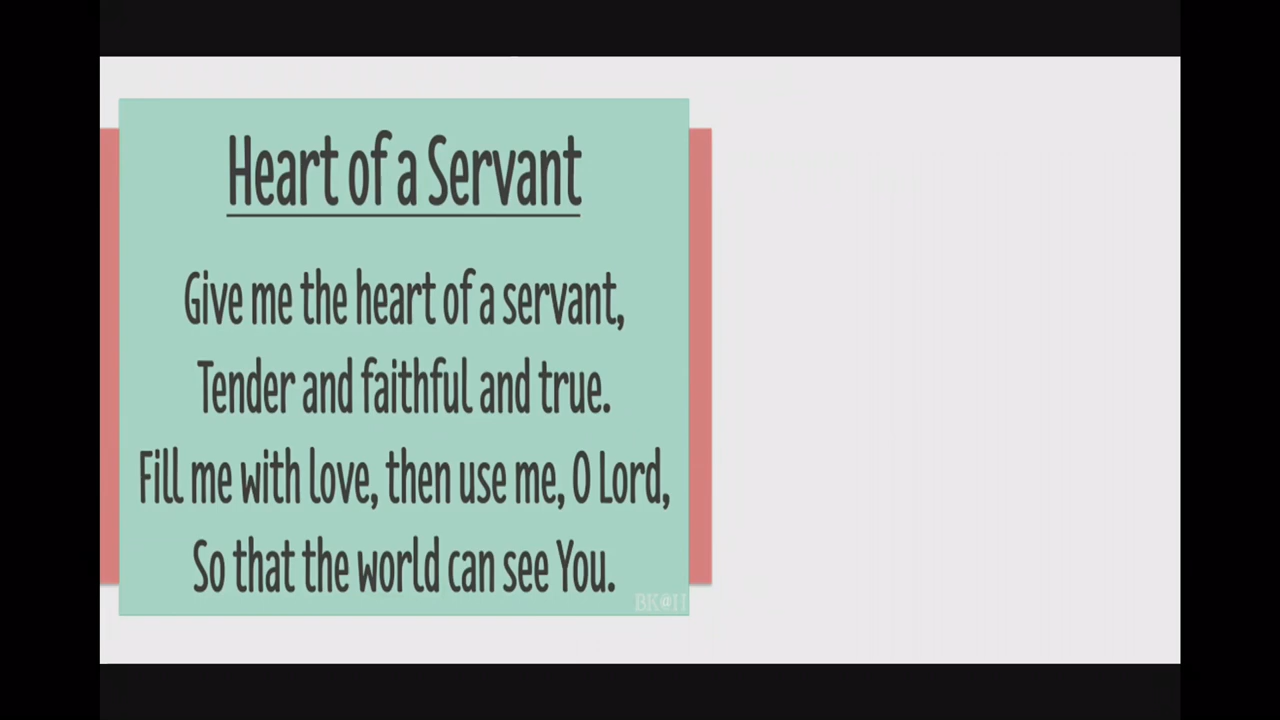 Heart of a Servant
Give me the heart of a servant,
Tender and faithful and true.
Fill me with love, then use me, O Lord,
So that the world can see You.
BK@H